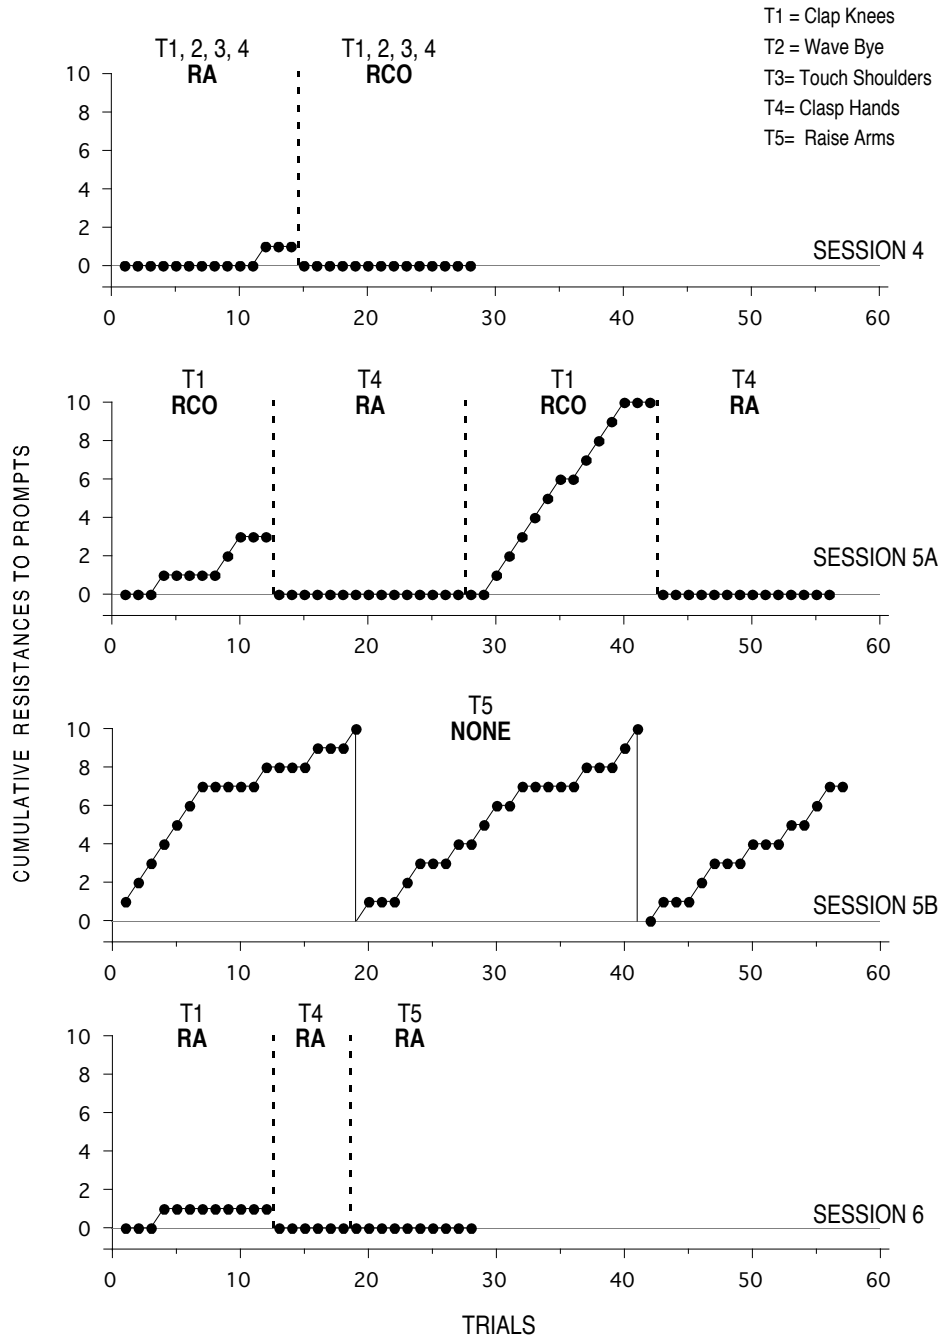 T1 = Clap Knees
T2 = Wave Bye
T3= Touch Shoulders
T4= Clasp Hands
T5= Raise Arms
T1, 2, 3, 4 T1, 2, 3, 4
RA RCO
10
8
6
4
2
0
SESSION 4
0 10 20 30 40 50 60
T1 T4 T1 T4
RCO RA RCO RA
10
8
6
4
2
0
SESSION 5A
0 10 20 30 40 50 60
CUMULATIVE RESISTANCES TO PROMPTS
T5
NONE
10
8
6
4
2
0
SESSION 5B
0 10 20 30 40 50 60
T1 T4 T5
RA RA RA
10
8
6
4
2
0
SESSION 6
0 10 20 30 40 50 60
TRIALS